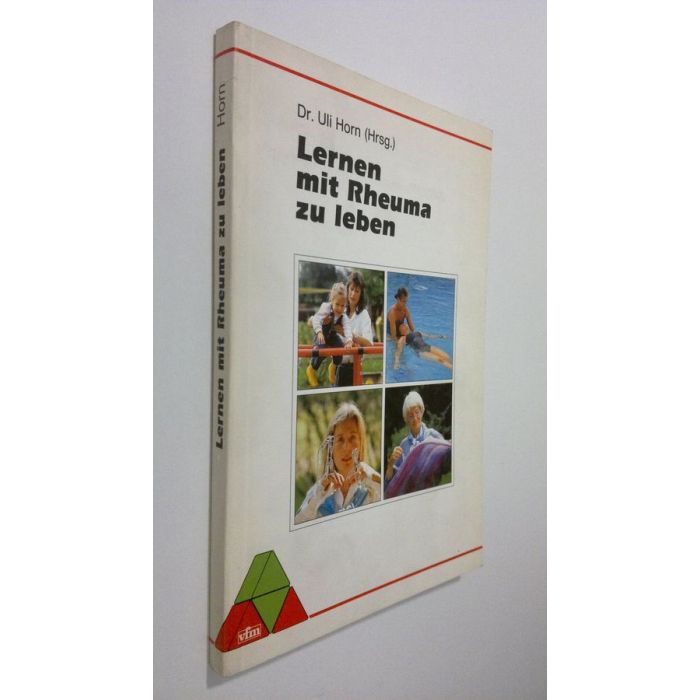 Dr. Uli Horn (Hrsg.)
Lernen
mit Rheuma
zu leben
Lernen mit Rheuma zu leben Horn
vfm